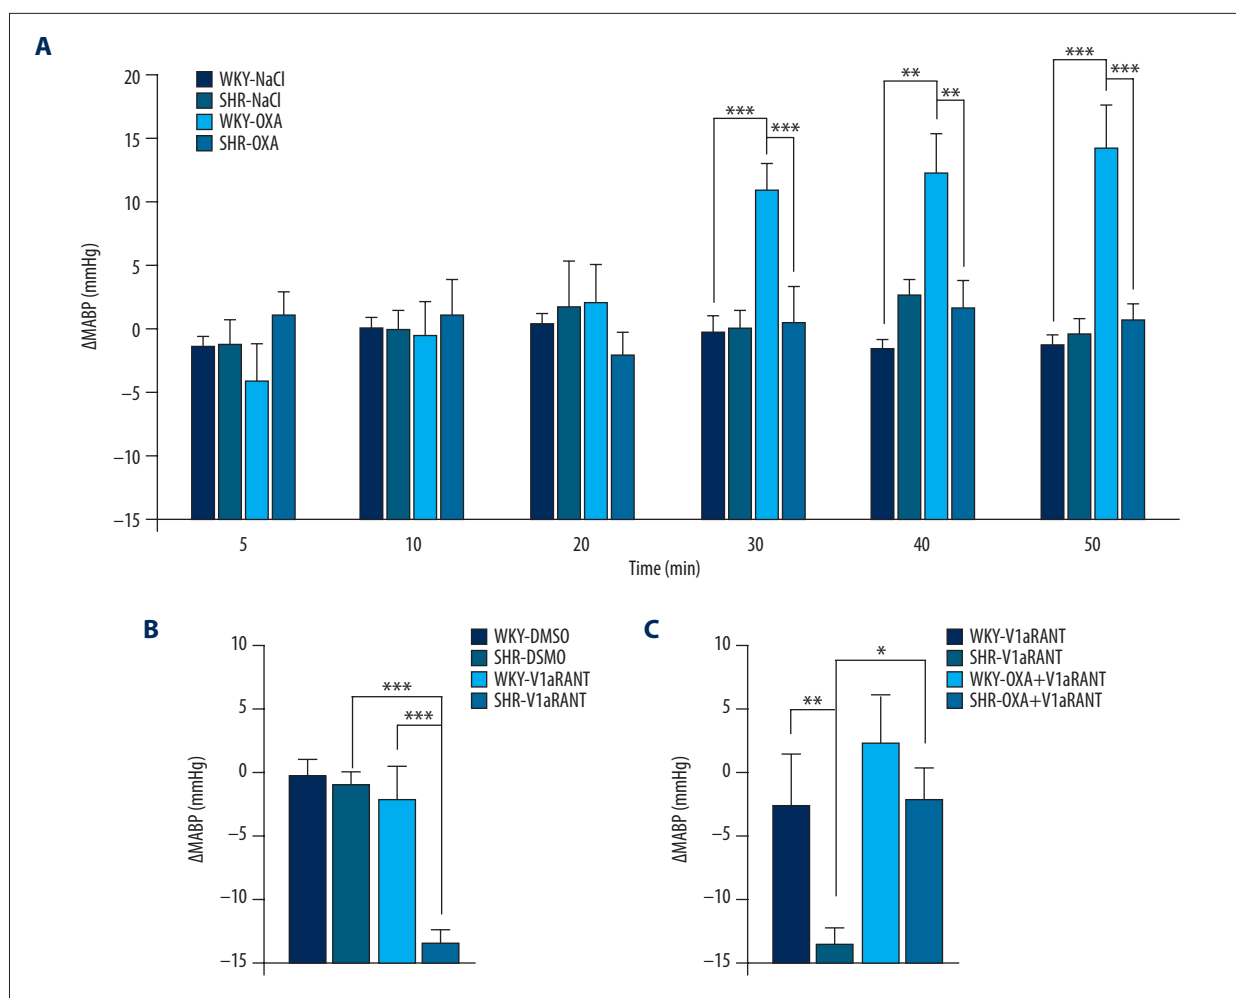 A
WKY-NaCl
SHR-NaCl
WKY-OXA
SHR-OXA
20
15
10
5
0
−5
−10
−15
ΔMABP (mmHg)
***
***
**
**
***
***
5 10 20 30 40 50
Time (min)
B
WKY-DMSO
SHR-DSMO
WKY-V1aRANT
SHR-V1aRANT
10
5
0
−5
−10
−15
ΔMABP (mmHg)
***
***
C
WKY-V1aRANT
SHR-V1aRANT
WKY-OXA+V1aRANT
SHR-OXA+V1aRANT
10
5
0
−5
−10
−15
ΔMABP (mmHg)
*
**